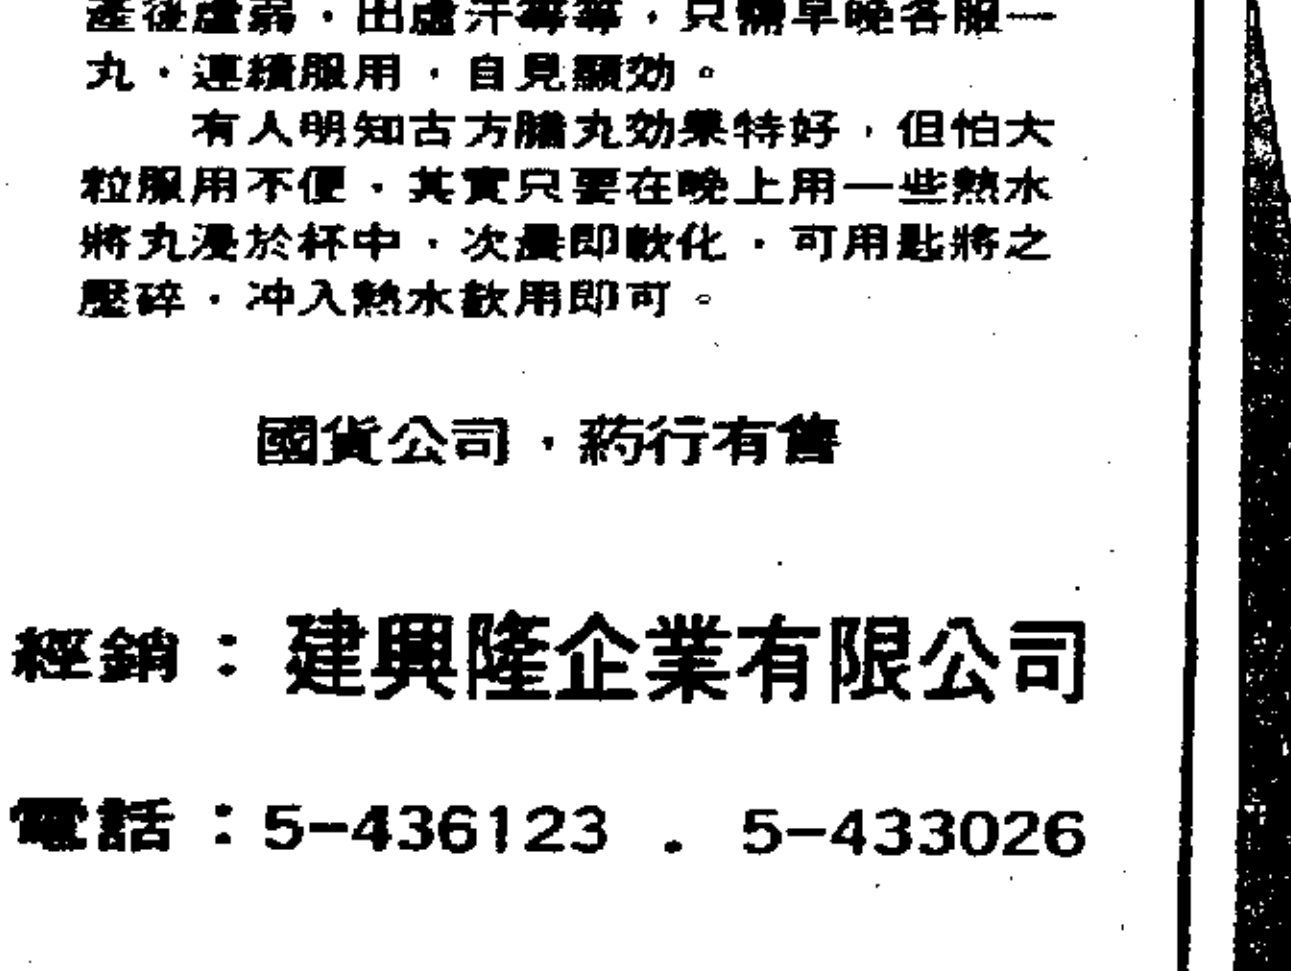 產後虛弱，出虛汗等等，只需早晚各服一
丸，連續服用，自見顯効。
有人明知古方膽丸効果特好，但怕大
粒服用不便，其實只要在晚上用一些熱水
將丸浸於杯中，次晨即軟化，可用匙將之
壓碎，冲入熱水飲用即可。
國貨公司，葯行有售
經銷：建興隆企業有限公司
電話：5-436123 . 5-433026